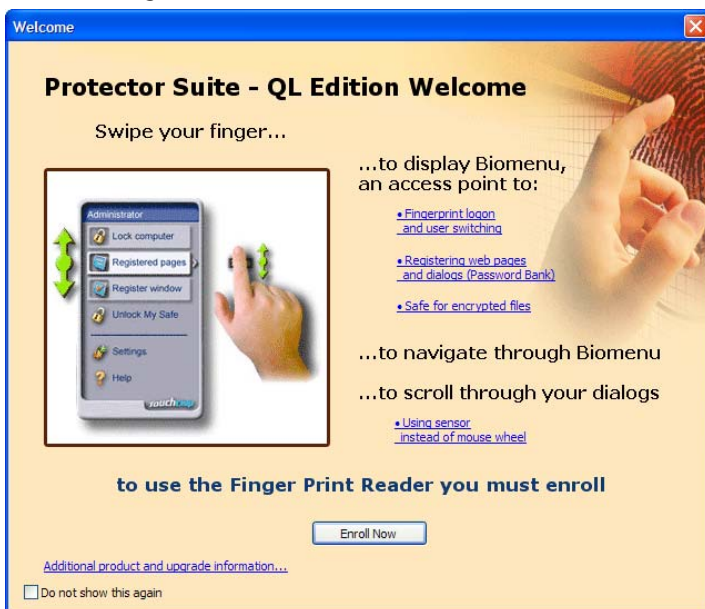 Welcome
Protector Suite - QL Edition Welcome
Swipe your finger...
Administrator
Lock computer
Registered pages
Register window
Unlock My Safe
Settings
Help
touchchip
...to display Biomenu,
an access point to:
• Fingerprint logon
and user switching
• Registering web pages
and dialogs (Password Bank)
• Safe for encrypted files
...to navigate through Biomenu
...to scroll through your dialogs
• Using sensor
instead of mouse wheel
to use the Finger Print Reader you must enroll
Enroll Now
Additional product and upgrade information...
Do not show this again